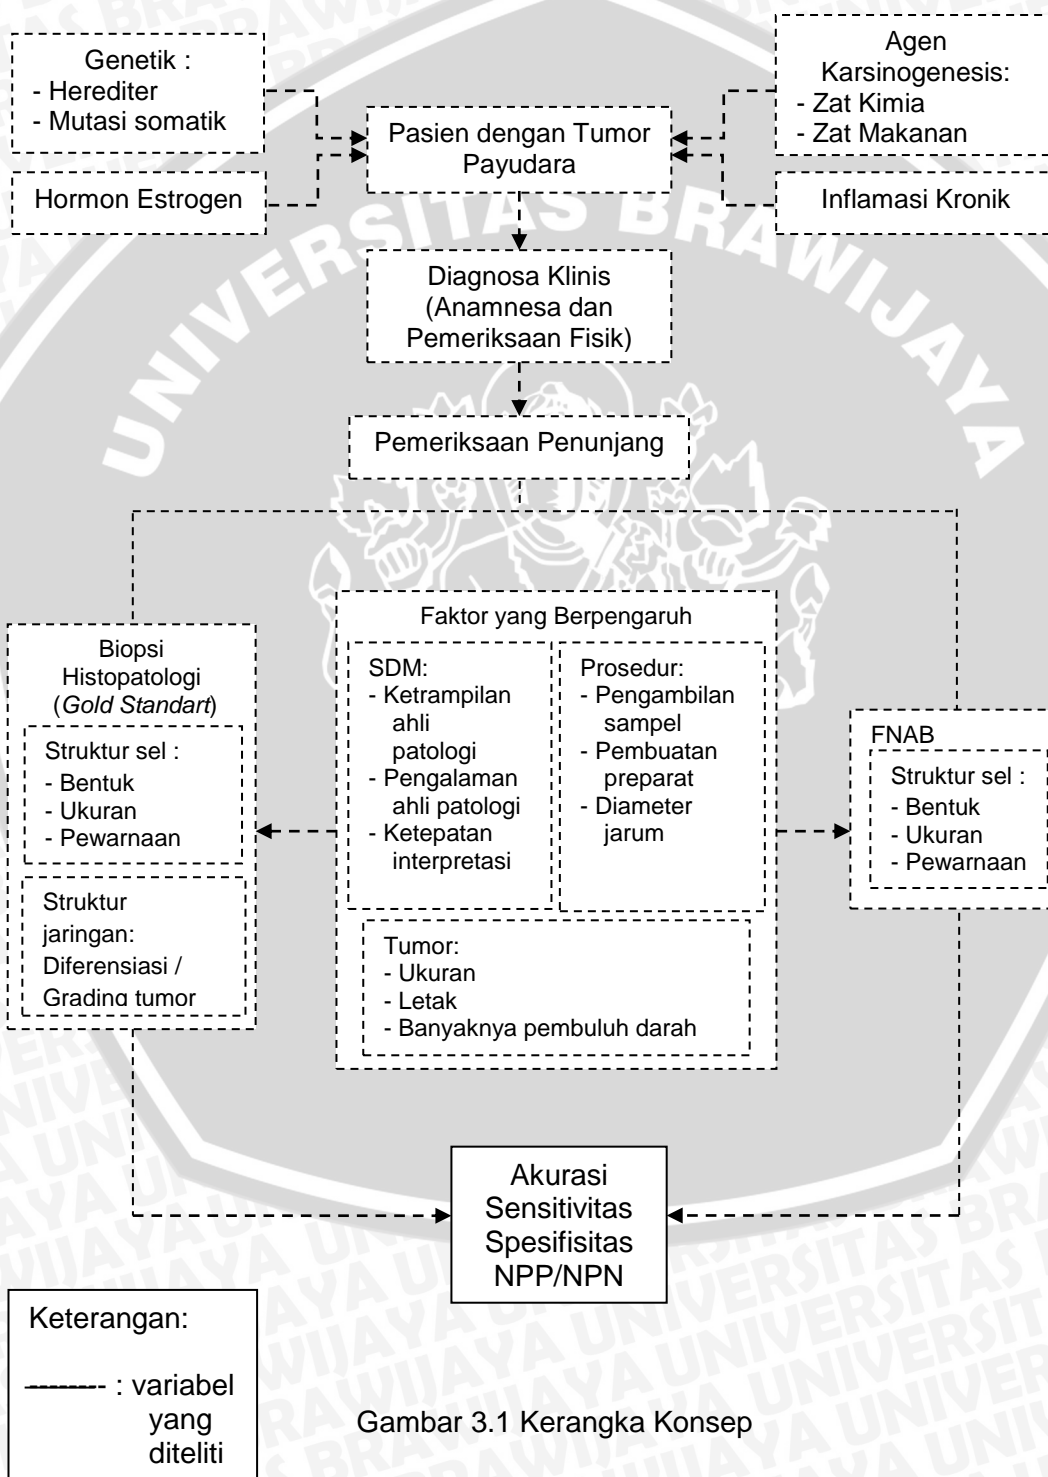 Genetik :
- Herediter
- Mutasi somatik
Hormon Estrogen
Pasien dengan Tumor
Payudara
Agen
Karsinogenesis:
- Zat Kimia
- Zat Makanan
Inflamasi Kronik
UNIVERSITAS BRAWIJAYA
Diagnosa Klinis
(Anamnesa dan
Pemeriksaan Fisik)
Pemeriksaan Penunjang
Biopsi
Histopatologi
(Gold Standart)
Struktur sel :
- Bentuk
- Ukuran
- Pewarnaan
Struktur
jaringan:
Diferensiasi /
Grading tumor
Faktor yang Berpengaruh
SDM:
- Ketrampilan
ahli
patologi
- Pengalaman
ahli patologi
- Ketepatan
interpretasi
Prosedur:
- Pengambilan
sampel
- Pembuatan
preparat
- Diameter
jarum
Tumor:
- Ukuran
- Letak
- Banyaknya pembuluh darah
FNAB
Struktur sel :
- Bentuk
- Ukuran
- Pewarnaan
Akurasi
Sensitivitas
Spesifisitas
NPP/NPN
Keterangan:
: variabel
yang
diteliti
Gambar 3.1 Kerangka Konsep